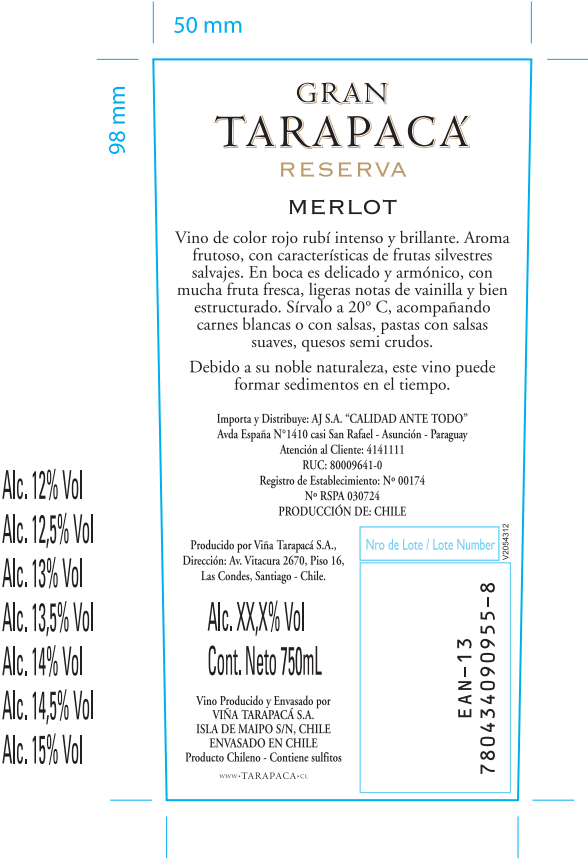 50 mm
98 mm
GRAN
TARAPACÁ
RESERVA
MERLOT
Vino de color rojo rubí intenso y brillante. Aroma
frutoso, con características de frutas silvestres
salvajes. En boca es delicado y armónico, con
mucha fruta fresca, ligeras notas de vainilla y bien
estructurado. Sírvalo a 20° C, acompañando
carnes blancas o con salsas, pastas con salsas
suaves, quesos semi crudos.
Debido a su noble naturaleza, este vino puede
formar sedimentos en el tiempo.
Importa y Distribuye: AJ S.A. “CALIDAD ANTE TODO”
Avda España N°1410 casi San Rafael - Asunción - Paraguay
Atención al Cliente: 4141111
RUC: 80009641-0
Registro de Establecimiento: Nº 00174
Nº RSPA 030724
PRODUCCIÓN DE: CHILE
Producido por Viña Tarapacá S.A.,
Dirección: Av. Vitacura 2670, Piso 16,
Las Condes, Santiago - Chile.
Alc. XX,X% Vol
Cont. Neto 750mL
Vino Producido y Envasado por
VIÑA TARAPACÁ S.A.
ISLA DE MAIPO S/N, CHILE
ENVASADO EN CHILE
Producto Chileno - Contiene sulfitos
WWW•TARAPACA•CL
Nro de Lote / Lote Number
V2054312
EAN-13
7804340909558-8
Alc. 12% Vol
Alc. 12,5% Vol
Alc. 13% Vol
Alc. 13,5% Vol
Alc. 14% Vol
Alc. 14,5% Vol
Alc. 15% Vol